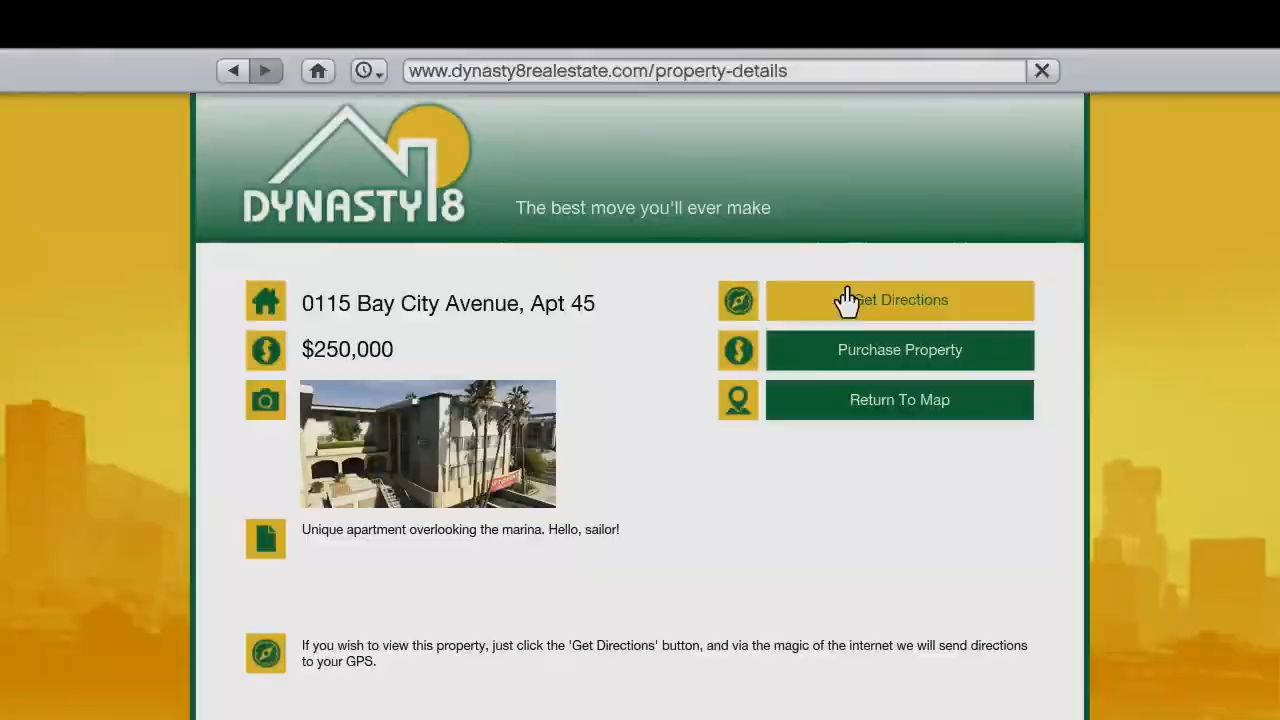 www.dynasty8realestate.com/property-details
DYNASTY 8
The best move you'll ever make
0115 Bay City Avenue, Apt 45
$250,000
Get Directions
Purchase Property
Return To Map
Unique apartment overlooking the marina. Hello, sailor!
If you wish to view this property, just click the 'Get Directions' button, and via the magic of the internet we will send directions
to your GPS.